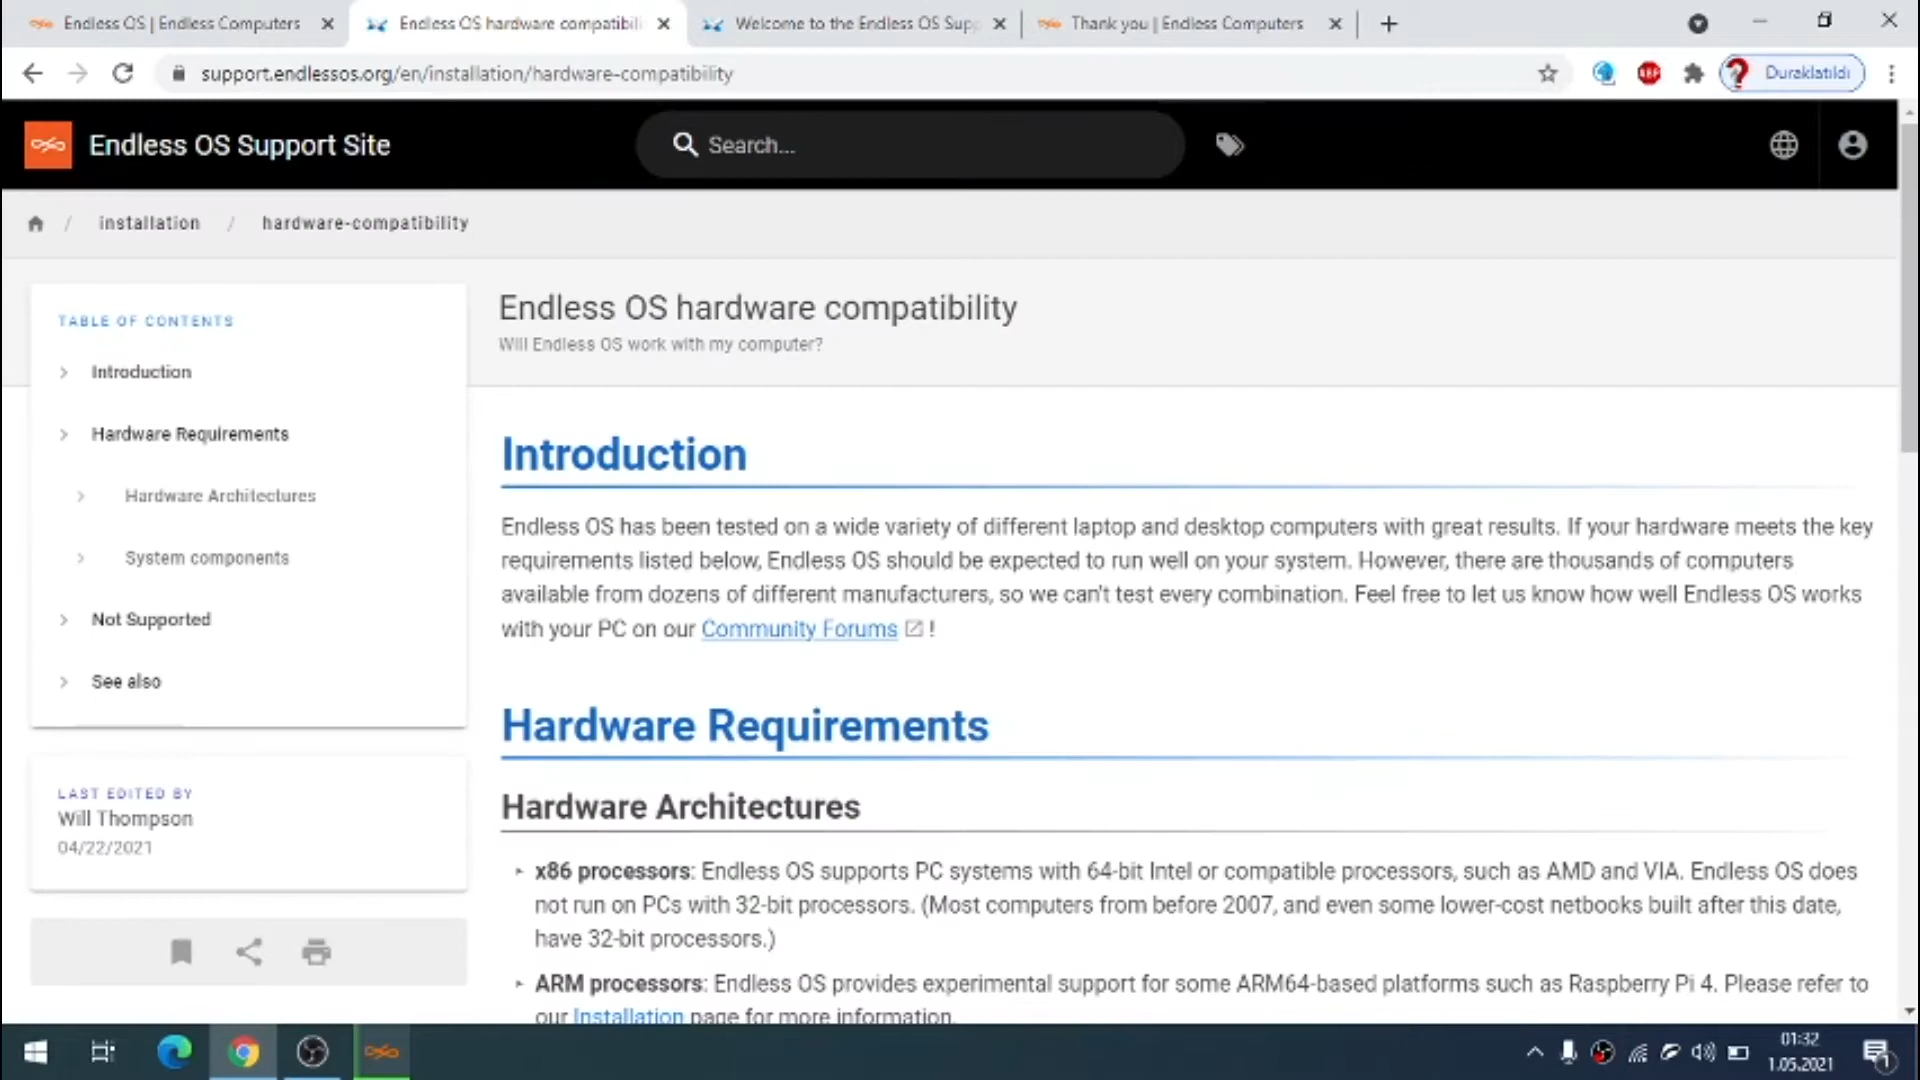 Endless OS | Endless Computers
Endless OS hardware compatibili
Welcome to the Endless OS Supp
Thank you | Endless Computers
support.endlessos.org/en/installation/hardware-compatibility
ABP
Duraklatıldı
Endless OS Support Site
Search...
/ installation / hardware-compatibility
TABLE OF CONTENTS
Introduction
Hardware Requirements
Hardware Architectures
System components
Not Supported
See also
LAST EDITED BY
Will Thompson
04/22/2021
Endless OS hardware compatibility
Will Endless OS work with my computer?
Introduction
Endless OS has been tested on a wide variety of different laptop and desktop computers with great results. If your hardware meets the key
requirements listed below, Endless OS should be expected to run well on your system. However, there are thousands of computers
available from dozens of different manufacturers, so we can't test every combination. Feel free to let us know how well Endless OS works
with your PC on our Community Forums !
Hardware Requirements
Hardware Architectures
x86 processors: Endless OS supports PC systems with 64-bit Intel or compatible processors, such as AMD and VIA. Endless OS does
not run on PCs with 32-bit processors. (Most computers from before 2007, and even some lower-cost netbooks built after this date,
have 32-bit processors.)
ARM processors: Endless OS provides experimental support for some ARM64-based platforms such as Raspberry Pi 4. Please refer to
our Installation page for more information.
01:32
1.05.2021
1